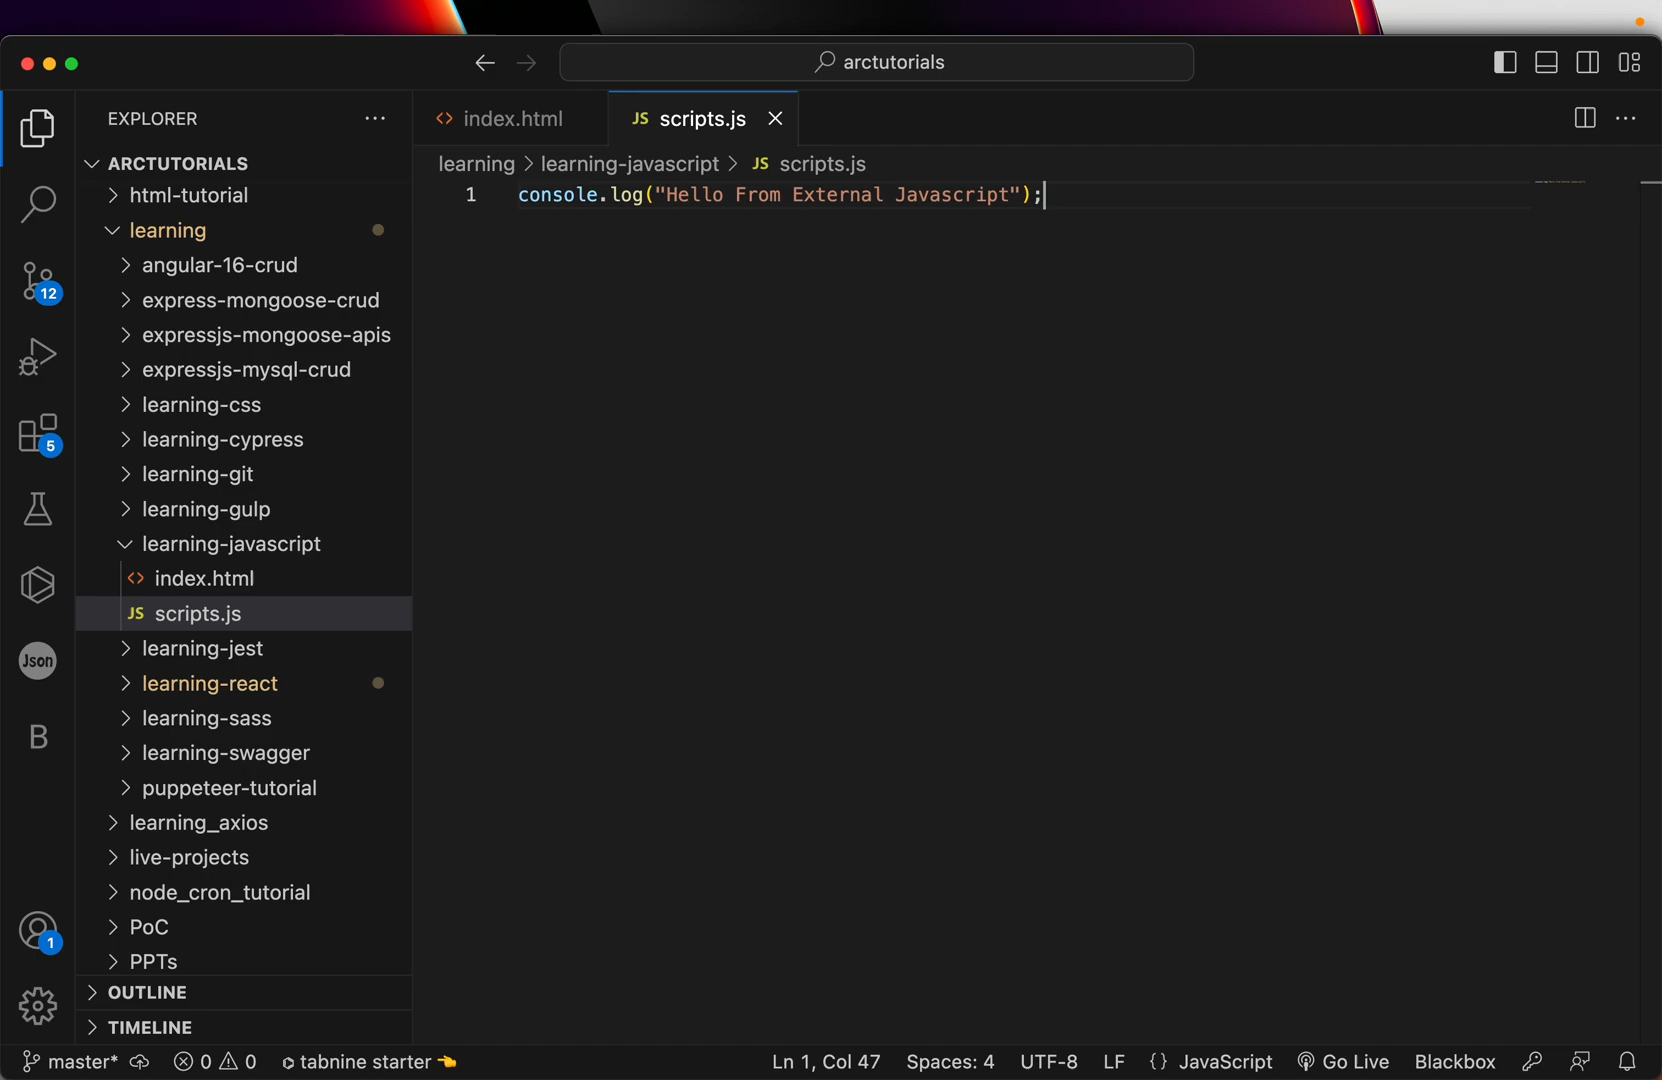 arctutorials
EXPLORER
ARCTUTORIALS
html-tutorial
learning
angular-16-crud
express-mongoose-crud
expressjs-mongoose-apis
expressjs-mysql-crud
learning-css
learning-cypress
learning-git
learning-gulp
learning-javascript
index.html
JS scripts.js
learning-jest
learning-react
learning-sass
learning-swagger
puppeteer-tutorial
learning_axios
live-projects
node_cron_tutorial
PoC
PPTs
OUTLINE
TIMELINE
12
5
Json
B
1
index.html
JS scripts.js
learning > learning-javascript > JS scripts.js
1 console.log("Hello From External Javascript");
master* 0 0 tabnine starter Ln 1, Col 47 Spaces: 4 UTF-8 LF {} JavaScript Go Live Blackbox